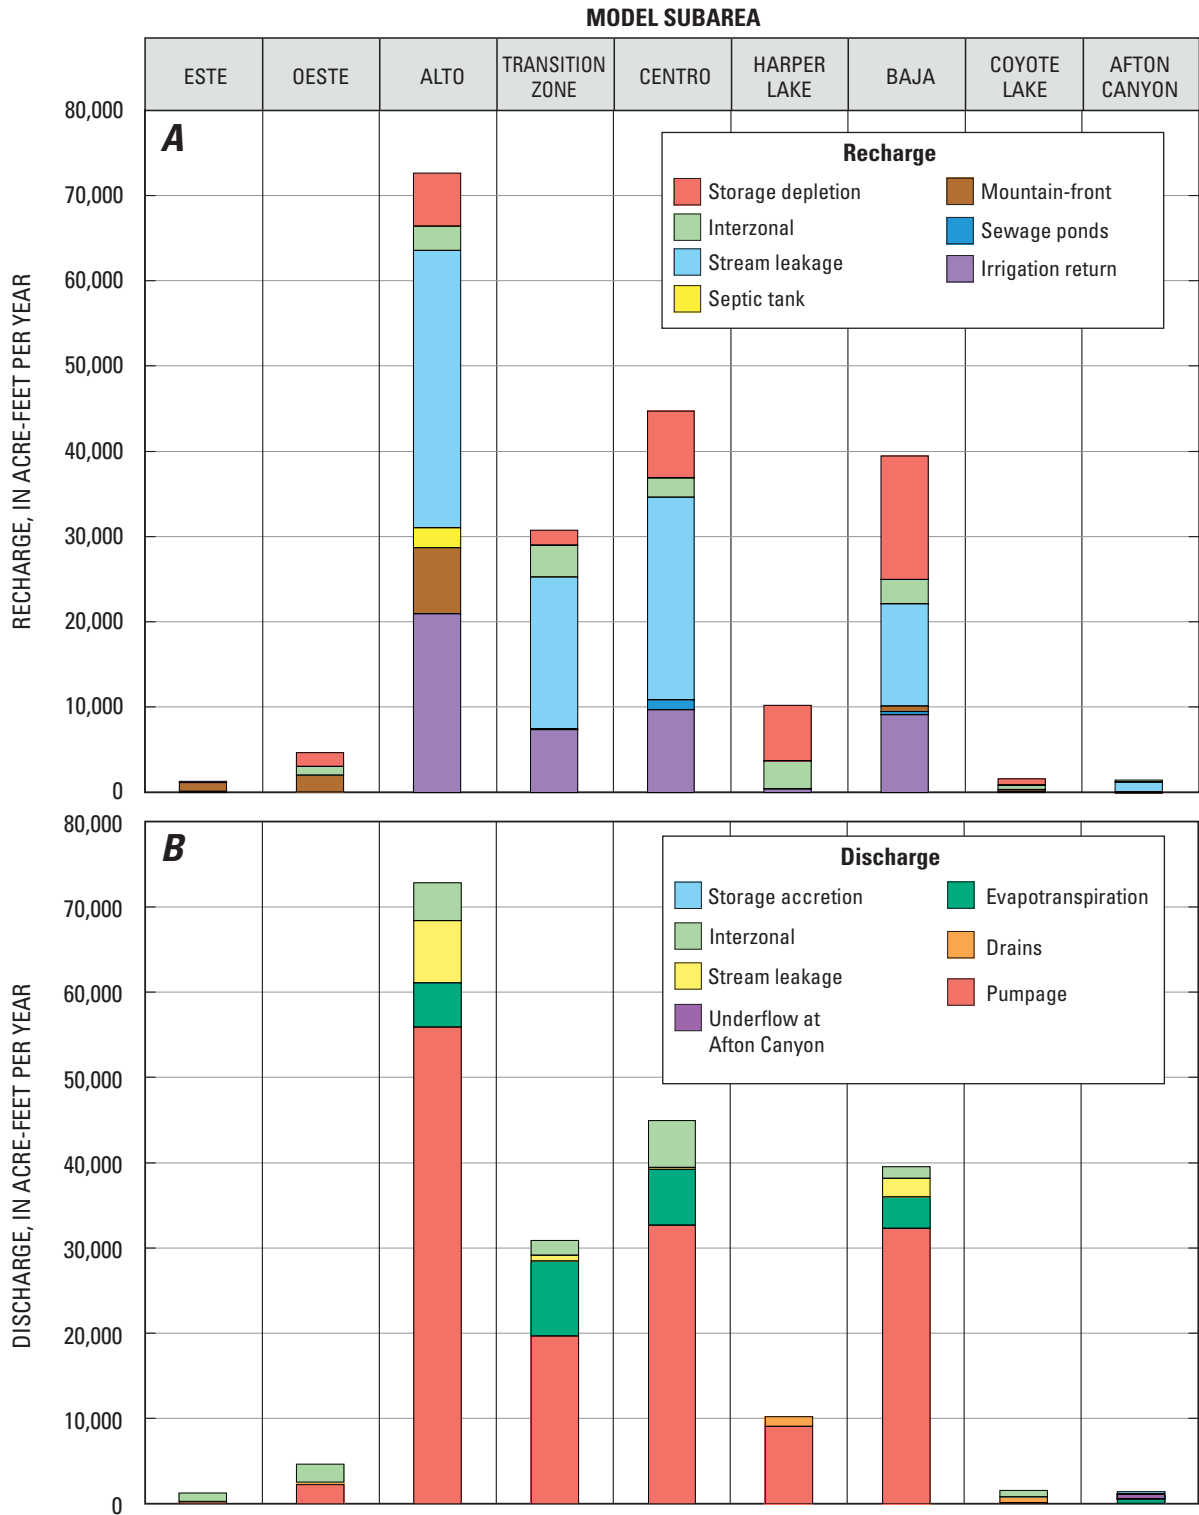 MODEL SUBAREA
ESTE
OESTE
ALTO
TRANSITION
ZONE
CENTRO
HARPER
LAKE
BAJA
COYOTE
LAKE
AFTON
CANYON
A
RECHARGE, IN ACRE-FEET PER YEAR
80,000
70,000
60,000
50,000
40,000
30,000
20,000
10,000
0
Recharge
Storage depletion
Interzonal
Stream leakage
Septic tank
Mountain-front
Sewage ponds
Irrigation return
B
DISCHARGE, IN ACRE-FEET PER YEAR
80,000
70,000
60,000
50,000
40,000
30,000
20,000
10,000
0
Discharge
Storage accretion
Interzonal
Stream leakage
Underflow at
Afton Canyon
Evapotranspiration
Drains
Pumpage